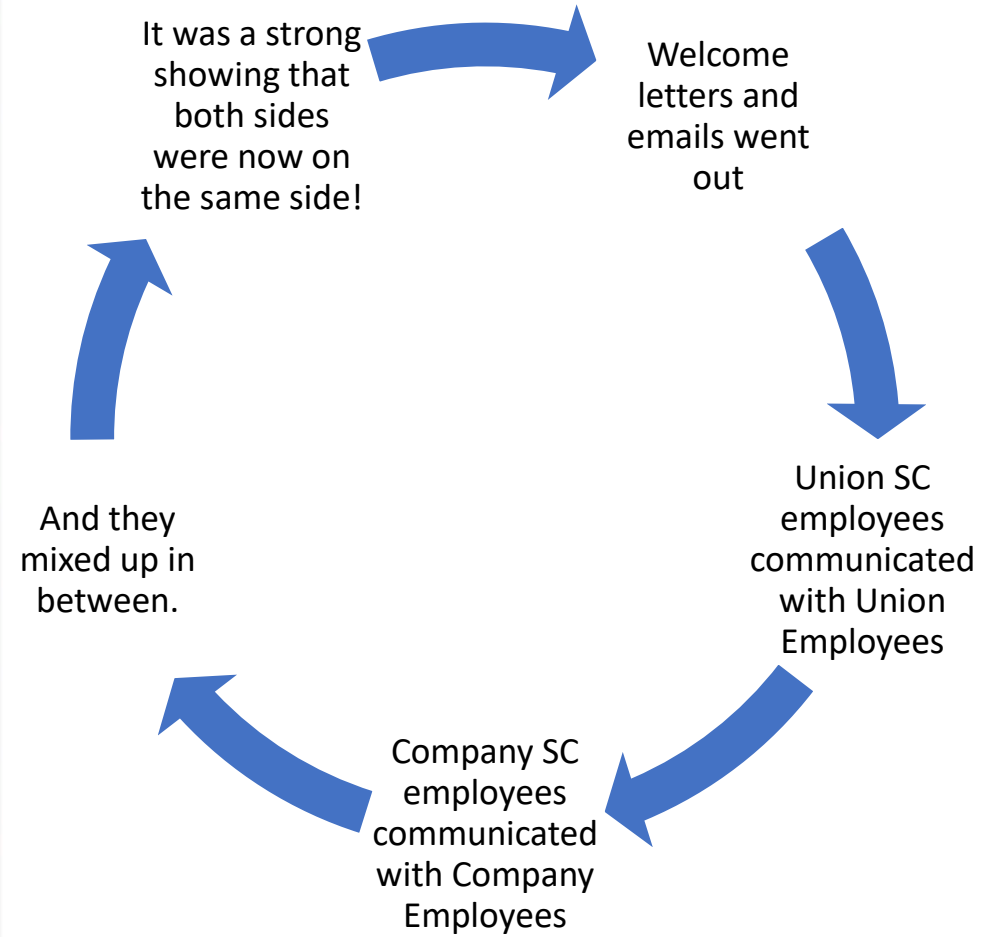 It was a strong
showing that
both sides
were now on
the same side!
Welcome
letters and
emails went
out
Union SC
employees
communicated
with Union
Employees
Company SC
employees
communicated
with Company
Employees
And they
mixed up in
between.